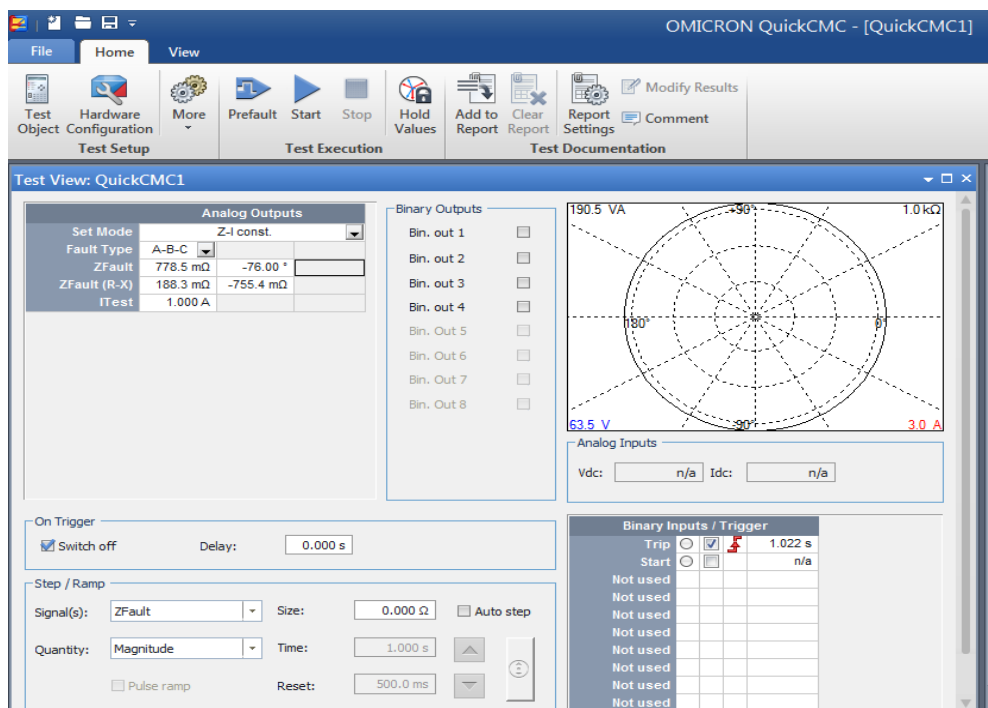 OMICRON QuickCMC - [QuickCMC1]
File Home View
Test Object
Hardware Configuration
More
Test Setup
Prefault
Start
Stop
Hold Values
Test Execution
Add to Report
Clear Report
Report Settings
Modify Results
Comment
Test Documentation
Test View: QuickCMC1
Analog Outputs
Set Mode Z-I const.
Fault Type A-B-C
ZFault 778.5 mΩ -76.00 °
ZFault (R-X) 188.3 mΩ -755.4 mΩ
ITest 1.000 A
Binary Outputs
Bin. out 1
Bin. out 2
Bin. out 3
Bin. out 4
Bin. Out 5
Bin. Out 6
Bin. Out 7
Bin. Out 8
190.5 VA +90° 1.0 kΩ
180° 0°
63.5 V -90° 3.0 A
Analog Inputs
Vdc: n/a Idc: n/a
On Trigger
Switch off Delay: 0.000 s
Step / Ramp
Signal(s): ZFault Size: 0.000 Ω Auto step
Quantity: Magnitude Time: 1.000 s
Pulse ramp Reset: 500.0 ms
Binary Inputs / Trigger
Trip 1.022 s
Start n/a
Not used
Not used
Not used
Not used
Not used
Not used
Not used
Not used